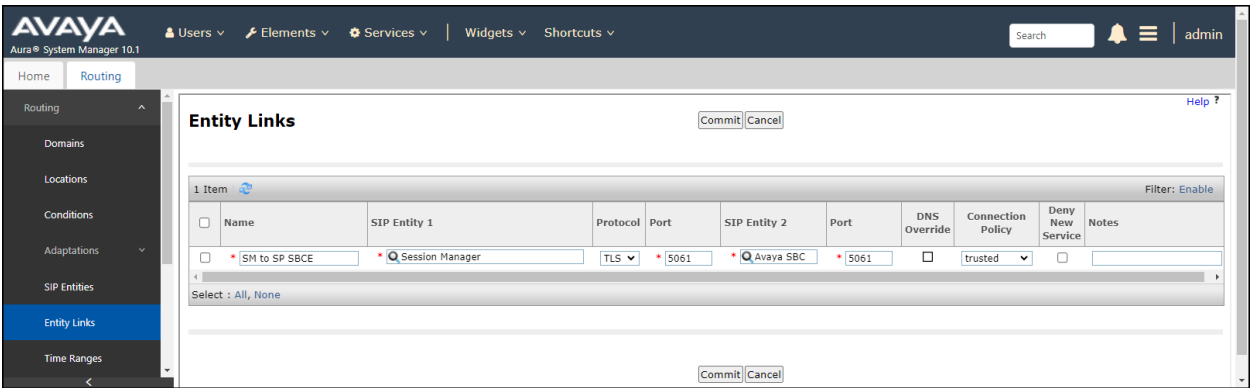 AVAYA
Aura® System Manager 10.1
Users Elements Services | Widgets Shortcuts Search admin
Home Routing
Routing
Domains
Locations
Conditions
Adaptations
SIP Entities
Entity Links
Time Ranges
<
Help ?
Entity Links Commit Cancel
1 Item Filter: Enable
Name SIP Entity 1 Protocol Port SIP Entity 2 Port DNS Override Connection Policy Deny New Service Notes
* SM to SP SBCE * Session Manager TLS * 5061 * Avaya SBC * 5061 trusted
Select : All, None
Commit Cancel